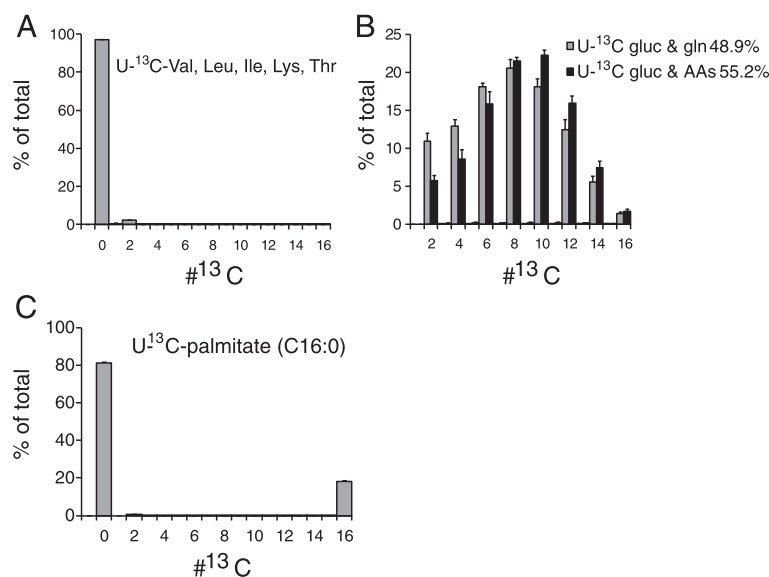 A
U-13C-Val, Leu, Ile, Lys, Thr
% of total
100
80
60
40
20
0
0 2 4 6 8 10 12 14 16
#13 C
B
U-13C gluc & gln 48.9%
U-13C gluc & AAs 55.2%
% of total
25
20
15
10
5
0
2 4 6 8 10 12 14 16
#13 C
C
U-13C-palmitate (C16:0)
% of total
100
80
60
40
20
0
0 2 4 6 8 10 12 14 16
#13 C